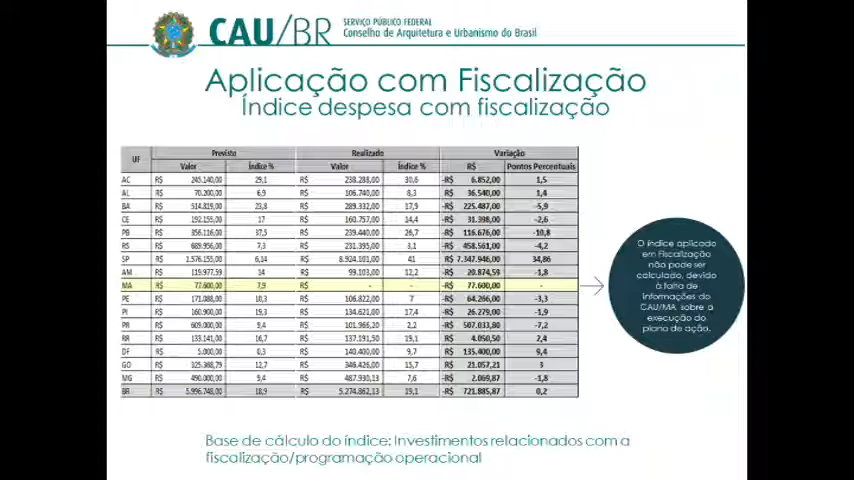 CAU/BR
SERVIÇO PÚBLICO FEDERAL
Conselho de Arquitetura e Urbanismo do Brasil
Aplicação com Fiscalização
Índice despesa com fiscalização
UF Previsto Realizado Variação
Valor Índice % Valor Índice % R$ Pontos Percentuais
AC R$ 245.140,00 29,1 R$ 238.288,00 30,6 -R$ 6.852,00 1,5
AL R$ 70.200,00 6,9 R$ 106.740,00 8,3 R$ 36.540,00 1,4
BA R$ 514.819,00 23,8 R$ 289.332,00 17,9 -R$ 225.487,00 -5,9
CE R$ 192.155,00 17 R$ 160.757,00 14,4 -R$ 31.398,00 -2,6
PB R$ 356.116,00 37,5 R$ 239.440,00 26,7 -R$ 116.676,00 -10,8
RS R$ 689.956,00 7,3 R$ 231.395,00 3,1 -R$ 458.561,00 -4,2
SP R$ 1.576.155,00 6,14 R$ 8.924.101,00 41 R$ 7.347.946,00 34,86
AM R$ 119.977,59 14 R$ 99.103,00 12,2 -R$ 20.874,59 -1,8
MA R$ 77.600,00 7,9 R$ - - -R$ 77.600,00 -
PE R$ 171.088,00 10,3 R$ 106.822,00 7 -R$ 64.266,00 -3,3
PI R$ 160.900,00 19,3 R$ 134.621,00 17,4 -R$ 26.279,00 -1,9
PR R$ 609.000,00 9,4 R$ 101.966,20 2,2 -R$ 507.033,80 -7,2
RR R$ 133.141,00 16,7 R$ 137.191,50 19,1 R$ 4.050,50 2,4
DF R$ 5.000,00 0,3 R$ 140.400,00 9,7 R$ 135.400,00 9,4
GO R$ 325.368,79 12,7 R$ 346.426,00 15,7 R$ 21.057,21 3
MG R$ 490.000,00 9,4 R$ 487.930,13 7,6 -R$ 2.069,87 -1,8
BR R$ 5.996.748,00 18,9 R$ 5.274.862,13 19,1 -R$ 721.885,87 0,2
O índice aplicado
em Fiscalização
não pode ser
calculado, devido
à falta de
informações do
CAU/MA sobre a
execução do
plano de ação.
Base de cálculo do índice: Investimentos relacionados com a
fiscalização/programação operacional